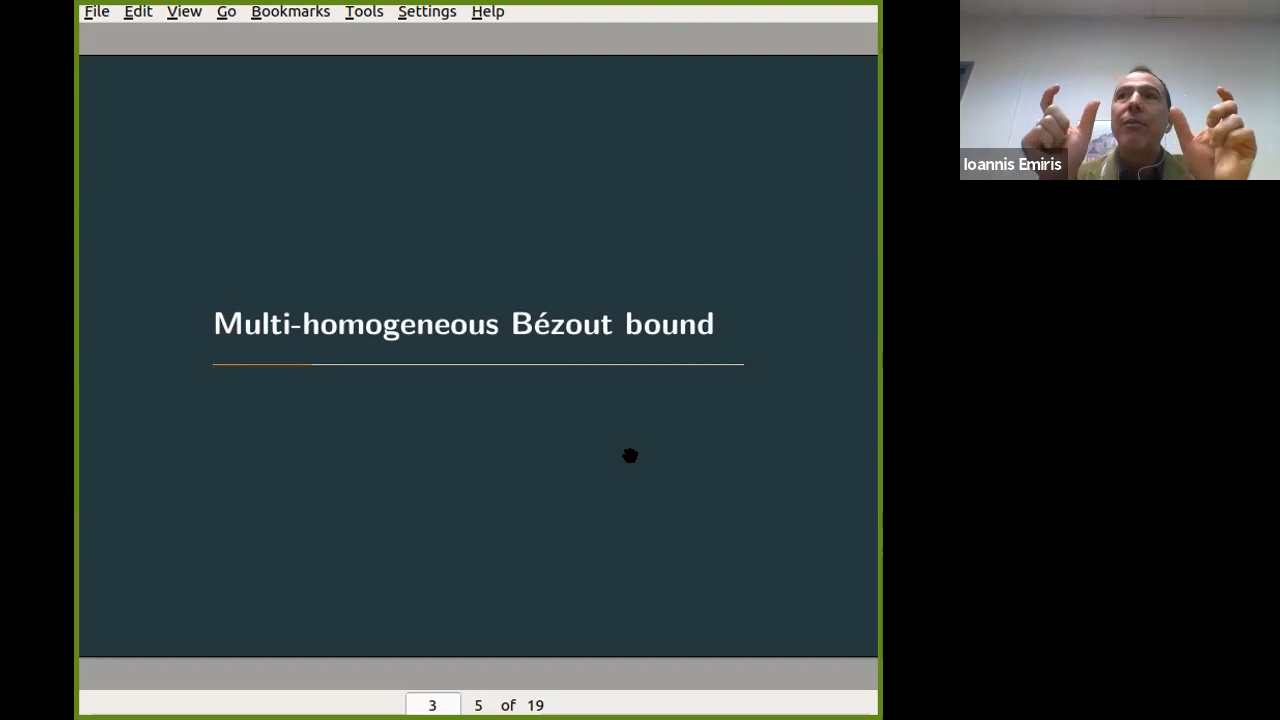 File Edit View Go Bookmarks Tools Settings Help
Ioannis Emiris
Multi-homogeneous Bézout bound
3 5 of 19